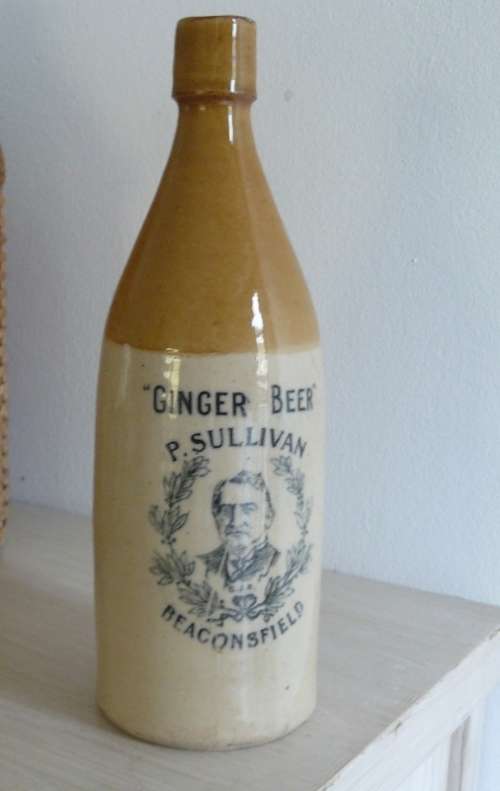 "GINGER BEER"
P. SULLIVAN
C.J.R.
BEACONSFIELD